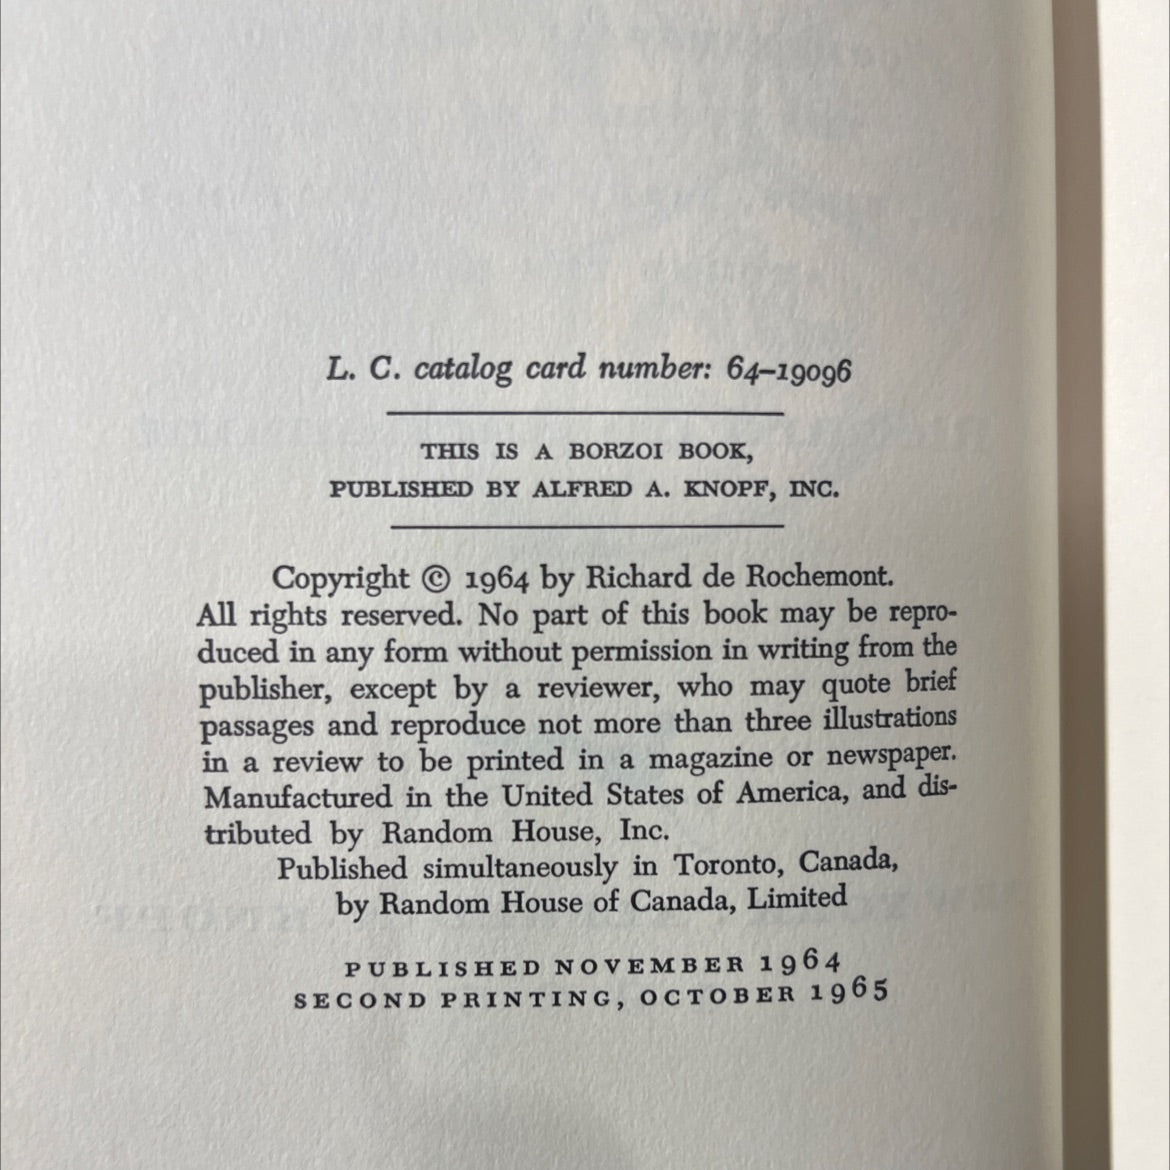 L. C. catalog card number: 64–19096
THIS IS A BORZOI BOOK,
PUBLISHED BY ALFRED A. KNOPF, INC.
Copyright © 1964 by Richard de Rochemont.
All rights reserved. No part of this book may be repro-
duced in any form without permission in writing from the
publisher, except by a reviewer, who may quote brief
passages and reproduce not more than three illustrations
in a review to be printed in a magazine or newspaper.
Manufactured in the United States of America, and dis-
tributed by Random House, Inc.
Published simultaneously in Toronto, Canada,
by Random House of Canada, Limited
PUBLISHED NOVEMBER 1964
SECOND PRINTING, OCTOBER 1965